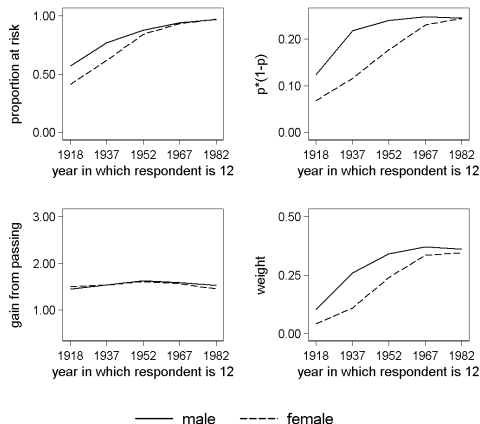 proportion at risk
1.00
0.50
0.00
1918 1937 1952 1967 1982
year in which respondent is 12
p*(1-p)
0.20
0.10
0.00
1918 1937 1952 1967 1982
year in which respondent is 12
gain from passing
3.00
2.00
1.00
1918 1937 1952 1967 1982
year in which respondent is 12
weight
0.50
0.25
0.00
1918 1937 1952 1967 1982
year in which respondent is 12
male female